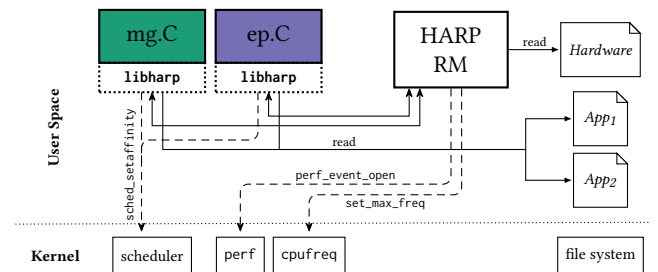 mg.C
ep.C
HARP
RM
read
Hardware
libharp
libharp
User Space
sched_setaffinity
read
App1
App2
perf_event_open
set_max_freq
Kernel
scheduler
perf
cpufreq
file system